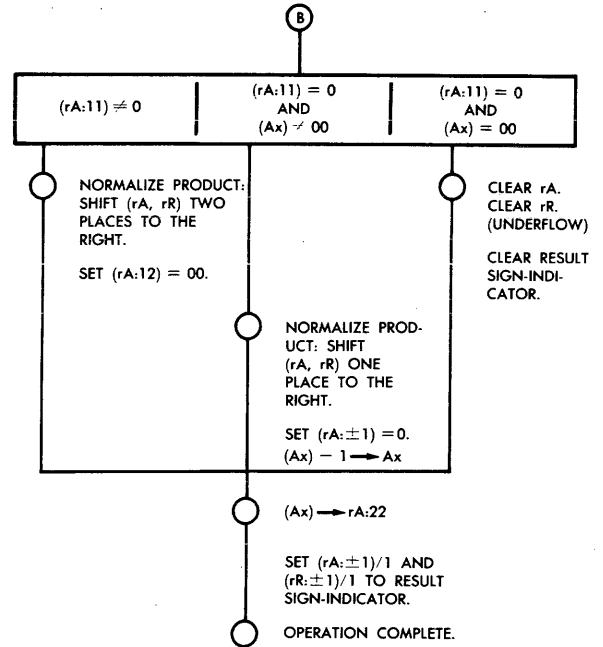 B
(rA:11) ≠ 0
(rA:11) = 0
AND
(Ax) ≠ 00
(rA:11) = 0
AND
(Ax) = 00
NORMALIZE PRODUCT:
SHIFT (rA, rR) TWO
PLACES TO THE
RIGHT.
SET (rA:12) = 00.
CLEAR rA.
CLEAR rR.
(UNDERFLOW)
CLEAR RESULT
SIGN-INDI-
CATOR.
NORMALIZE PROD-
UCT: SHIFT
(rA, rR) ONE
PLACE TO THE
RIGHT.
SET (rA:±1) =0.
(Ax) − 1 → Ax
(Ax) → rA:22
SET (rA:±1)/1 AND
(rR:±1)/1 TO RESULT
SIGN-INDICATOR.
OPERATION COMPLETE.